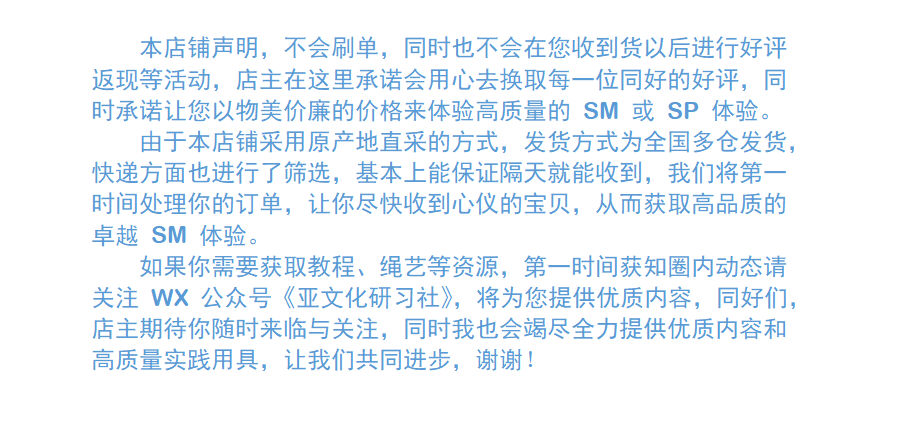 本店铺声明，不会刷单，同时也不会在您收到货以后进行好评
返现等活动，店主在这里承诺会用心去换取每一位同好的好评，同
时承诺让您以物美价廉的价格来体验高质量的 SM 或 SP 体验。
由于本店铺采用原产地直采的方式，发货方式为全国多仓发货，
快递方面也进行了筛选，基本上能保证隔天就能收到，我们将第一
时间处理你的订单，让你尽快收到心仪的宝贝，从而获取高品质的
卓越 SM 体验。
如果你需要获取教程、绳艺等资源，第一时间获知圈内动态请
关注 WX 公众号《亚文化研习社》，将为您提供优质内容，同好们，
店主期待你随时来临与关注，同时我也会竭尽全力提供优质内容和
高质量实践用具，让我们共同进步，谢谢！